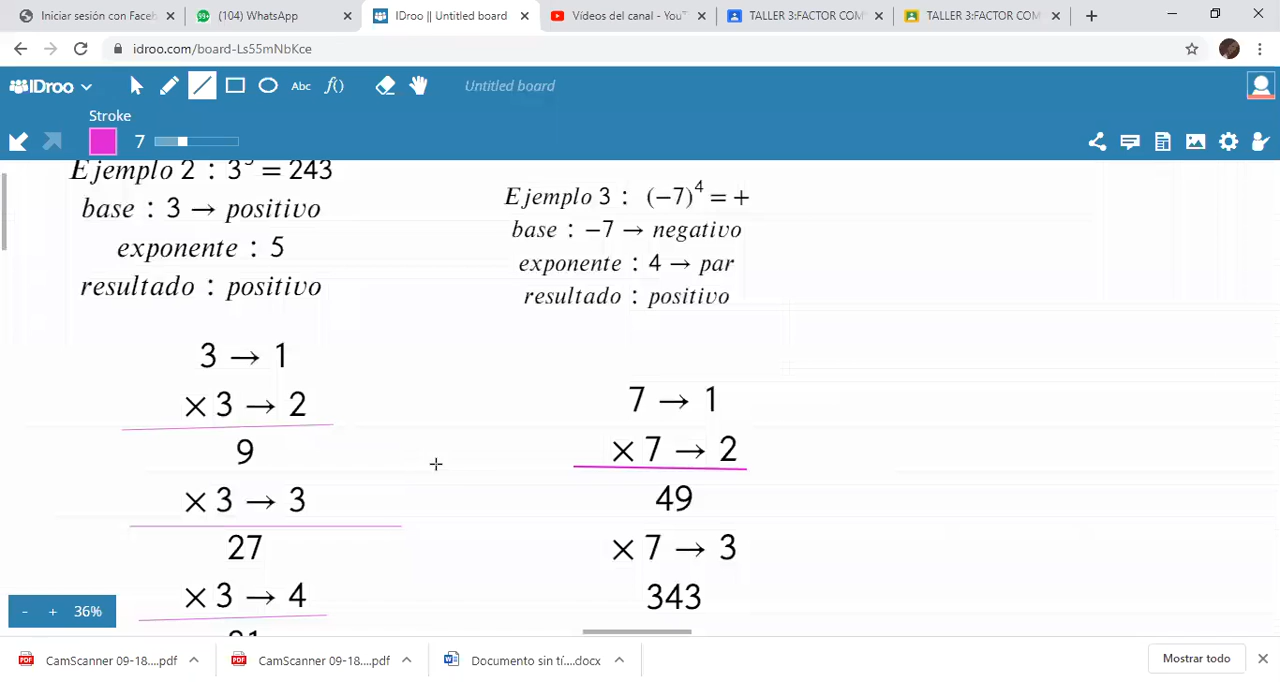 Iniciar sesión con Faceb
(104) WhatsApp
IDroo || Untitled board
Vídeos del canal - YouT
TALLER 3:FACTOR COM
TALLER 3:FACTOR COM
idroo.com/board-Ls55mNbKce
IDroo
Abc
f()
Untitled board
Stroke
7
Ejemplo 2 : 3⁵ = 243
base : 3 → positivo
exponente : 5
resultado : positivo
3 → 1
× 3 → 2
9
× 3 → 3
27
× 3 → 4
81
Ejemplo 3 : (−7)⁴ = +
base : −7 → negativo
exponente : 4 → par
resultado : positivo
7 → 1
× 7 → 2
49
× 7 → 3
343
- + 36%
CamScanner 09-18....pdf
CamScanner 09-18....pdf
Documento sin tí....docx
Mostrar todo